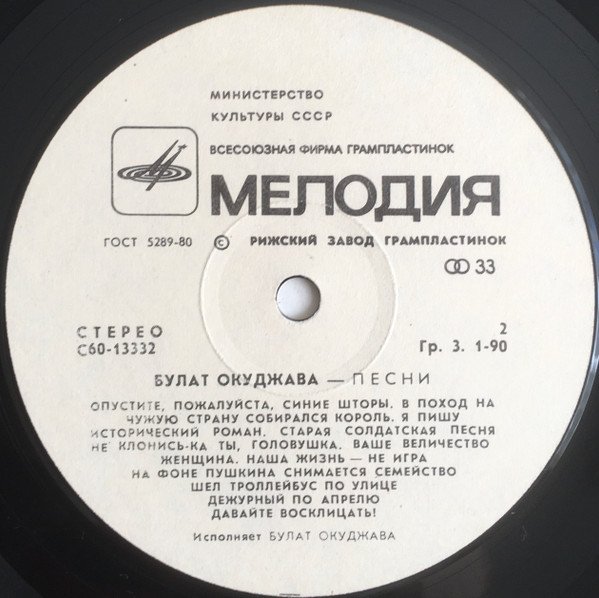 МИНИСТЕРСТВО
КУЛЬТУРЫ СССР
ВСЕСОЮЗНАЯ ФИРМА ГРАМПЛАСТИНОК
МЕЛОДИЯ
ГОСТ 5289-80 © РИЖСКИЙ ЗАВОД ГРАМПЛАСТИНОК
33
СТЕРЕО 2
С60-13332 Гр. 3. 1-90
БУЛАТ ОКУДЖАВА — ПЕСНИ
ОПУСТИТЕ, ПОЖАЛУЙСТА, СИНИЕ ШТОРЫ. В ПОХОД НА
ЧУЖУЮ СТРАНУ СОБИРАЛСЯ КОРОЛЬ. Я ПИШУ
ИСТОРИЧЕСКИЙ РОМАН. СТАРАЯ СОЛДАТСКАЯ ПЕСНЯ
НЕ КЛОНИСЬ-КА ТЫ, ГОЛОВУШКА. ВАШЕ ВЕЛИЧЕСТВО
ЖЕНЩИНА. НАША ЖИЗНЬ — НЕ ИГРА
НА ФОНЕ ПУШКИНА СНИМАЕТСЯ СЕМЕЙСТВО
ШЕЛ ТРОЛЛЕЙБУС ПО УЛИЦЕ
ДЕЖУРНЫЙ ПО АПРЕЛЮ
ДАВАЙТЕ ВОСКЛИЦАТЬ!
Исполняет БУЛАТ ОКУДЖАВА